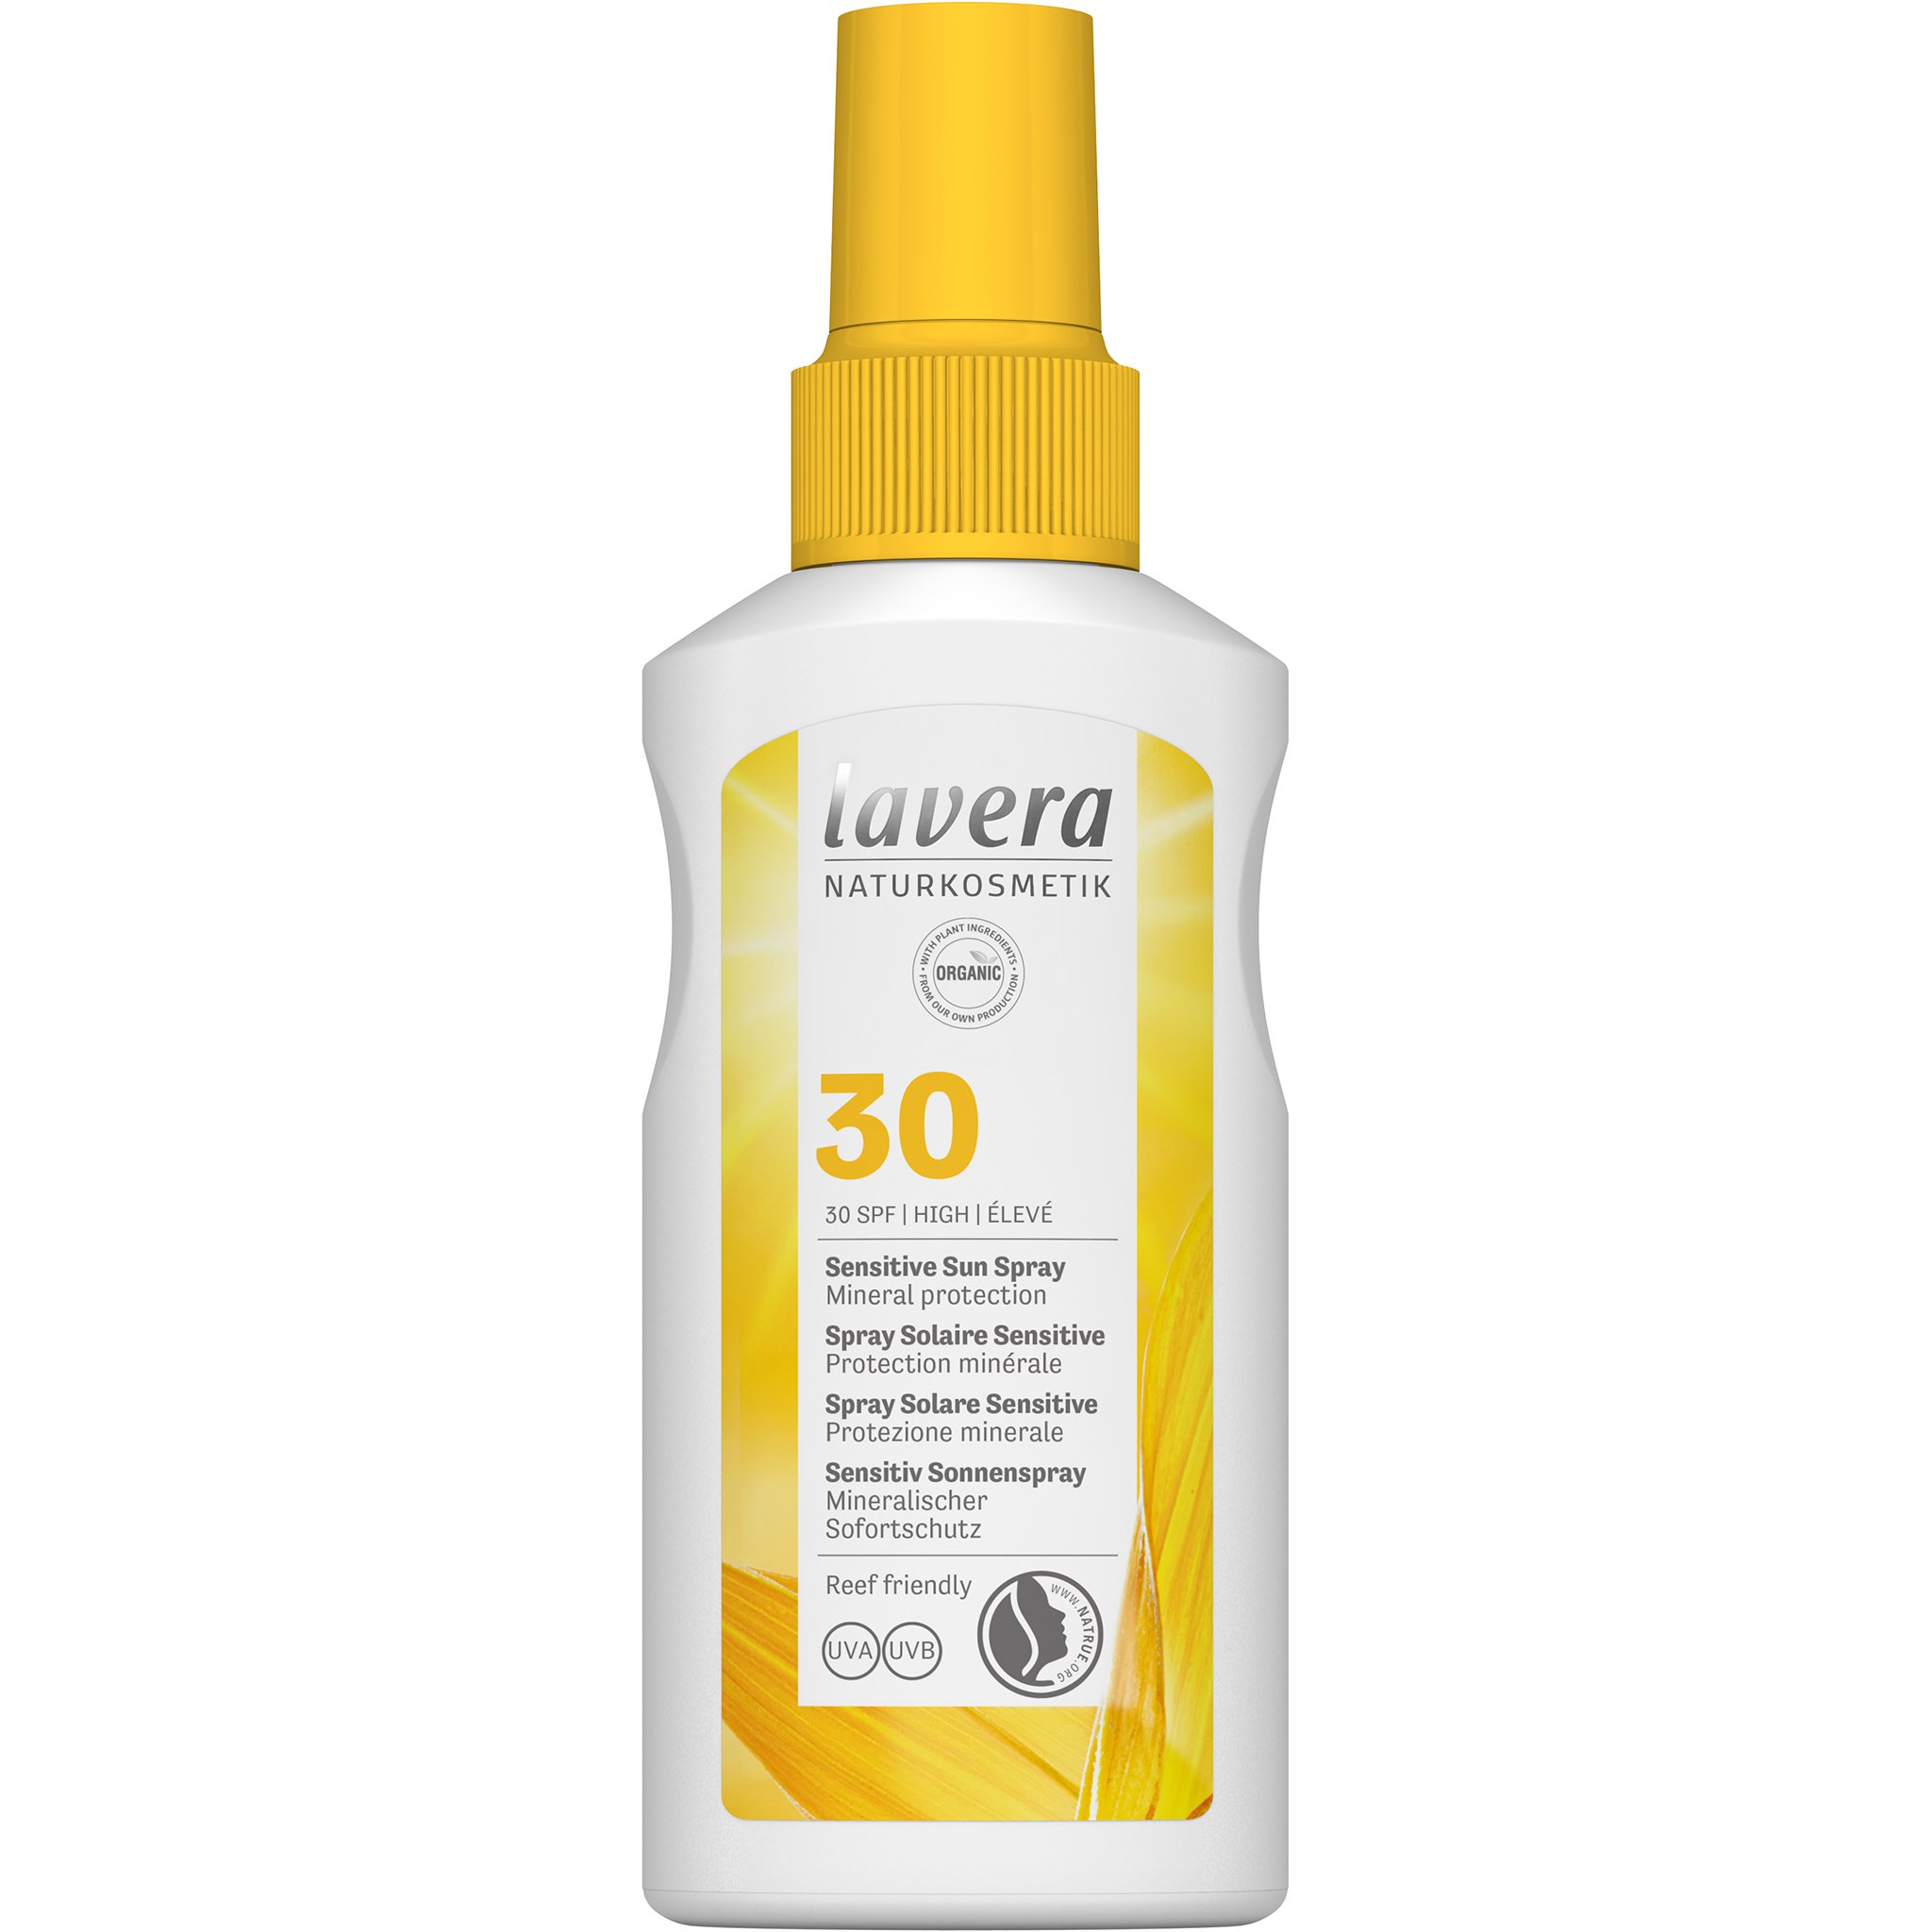 lavera
NATURKOSMETIK
WITH PLANT INGREDIENTS
ORGANIC
FROM OUR OWN PRODUCTION
30
30 SPF | HIGH | ÉLEVÉ
Sensitive Sun Spray
Mineral protection
Spray Solaire Sensitive
Protection minérale
Spray Solare Sensitive
Protezione minerale
Sensitiv Sonnenspray
Mineralischer
Sofortschutz
Reef friendly
UVA UVB
WWW.NATRUE.ORG